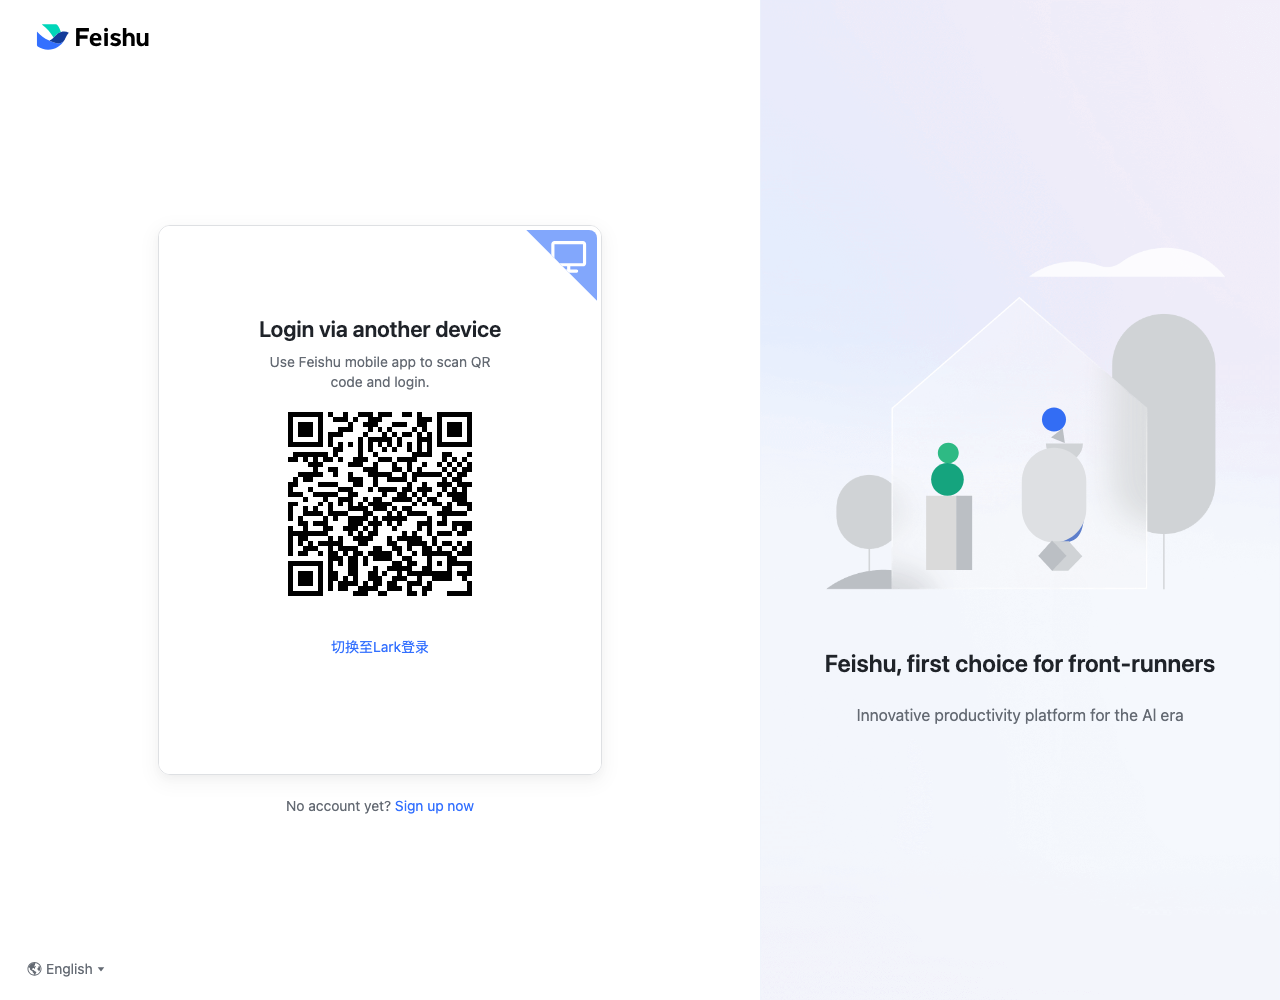 Feishu
Login via another device
Use Feishu mobile app to scan QR
code and login.
切换至Lark登录
No account yet? Sign up now
English
Feishu, first choice for front-runners
Innovative productivity platform for the AI era